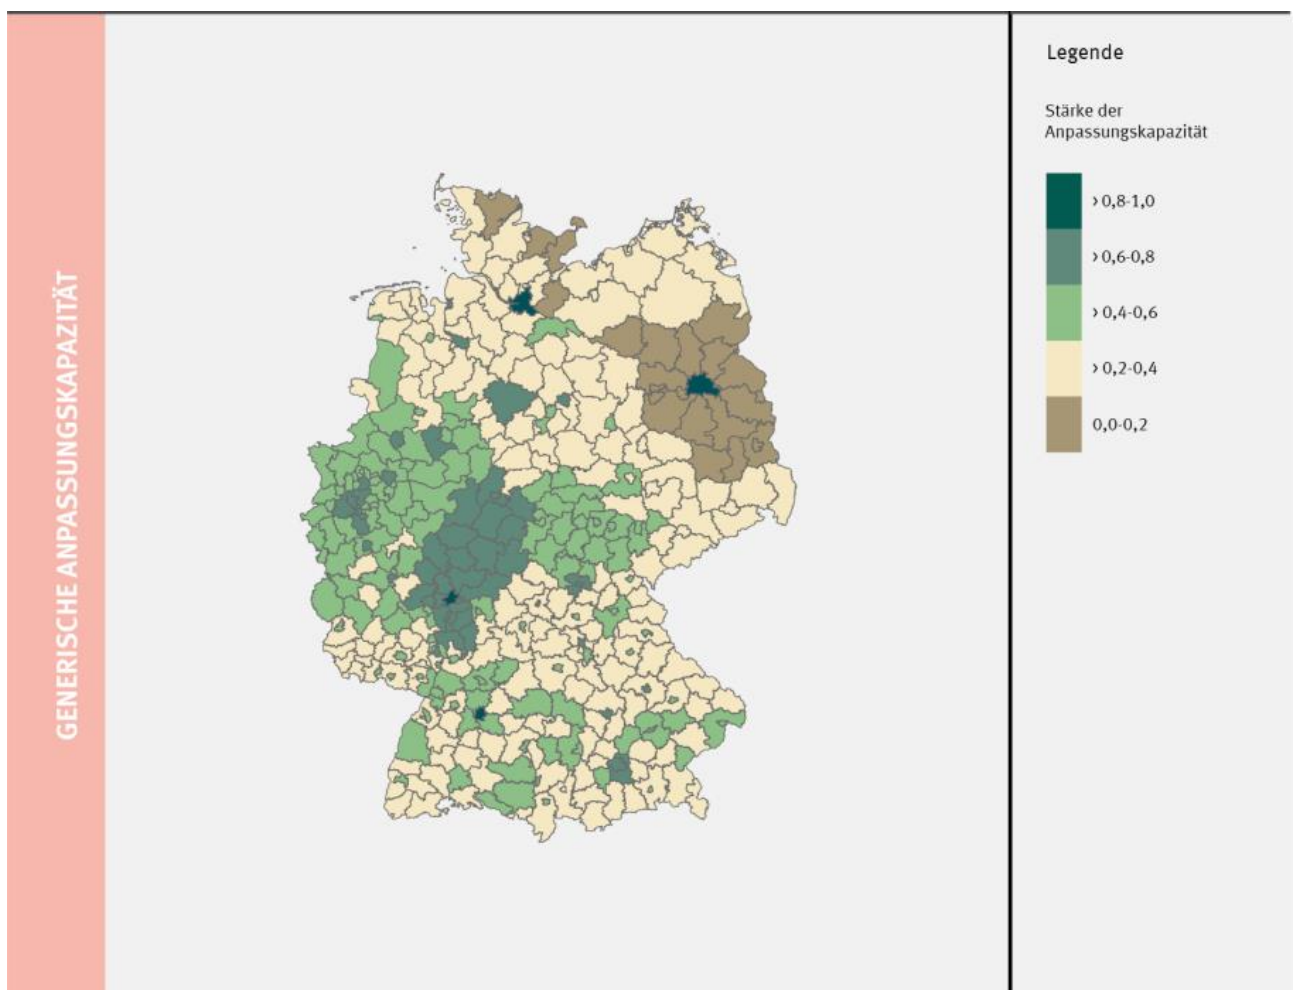 GENERISCHE ANPASSUNGSKAPAZITÄT
Legende
Stärke der
Anpassungskapazität
> 0,8-1,0
> 0,6-0,8
> 0,4-0,6
> 0,2-0,4
0,0-0,2